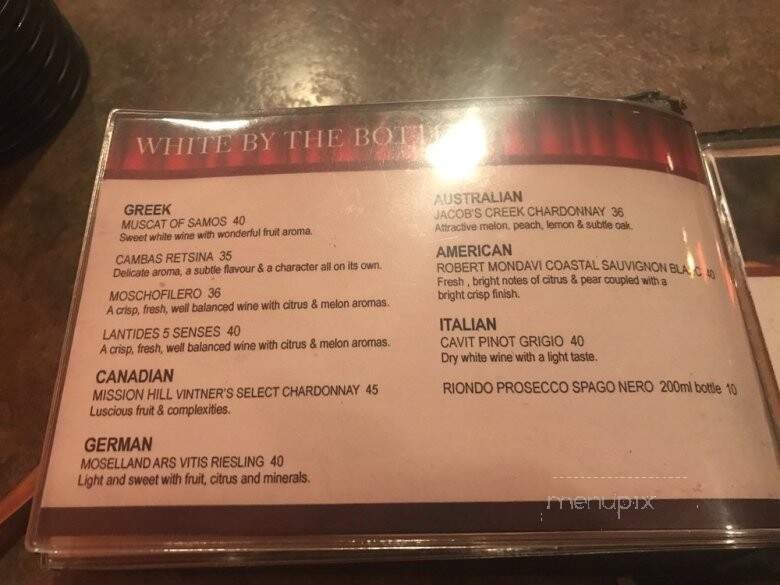 WHITE BY THE
GREEK
MUSCAT OF SAMOS 40
Sweet white wine with wonderful fruit aroma.
CAMBAS RETSINA 35
Delicate aroma, a subtle flavour & a character all on its own.
MOSCHOFILERO 36
A crisp, fresh, well balanced wine with citrus & melon aromas.
LANTIDES 5 SENSES 40
A crisp, fresh, well balanced wine with citrus & melon aromas.
CANADIAN
MISSION HILL VINTNER'S SELECT CHARDONNAY 45
Luscious fruit & complexities.
GERMAN
MOSELLAND ARS VITIS RIESLING 40
Light and sweet with fruit, citrus and minerals.
AUSTRALIAN
JACOB'S CREEK CHARDONNAY 36
Attractive melon, peach, lemon & subtle oak.
AMERICAN
ROBERT MONDAVI COASTAL SAUVIGNON 40
Fresh , bright notes of citrus & pear coupled with a
bright crisp finish.
ITALIAN
CAVIT PINOT GRIGIO 40
Dry white wine with a light taste.
RIONDO PROSECCO SPAGO NERO 200ml bottle 10
menupix